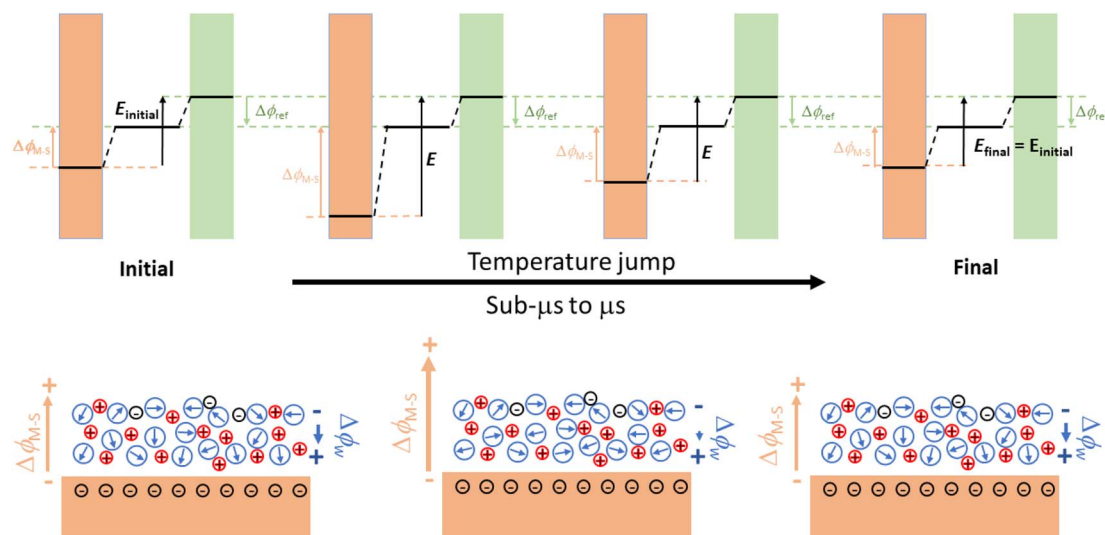 E_initial
Δϕ_ref
Δϕ_M-S
E
Δϕ_ref
Δϕ_M-S
E
Δϕ_ref
Δϕ_M-S
E_final = E_initial
Δϕ_re
Δϕ_M-S
Initial
Temperature jump
Final
Sub-μs to μs
+
Δϕ_M-S
-
-
Δϕ_w
+
+
Δϕ_M-S
-
-
Δϕ_w
+
+
Δϕ_M-S
-
-
Δϕ_w
+